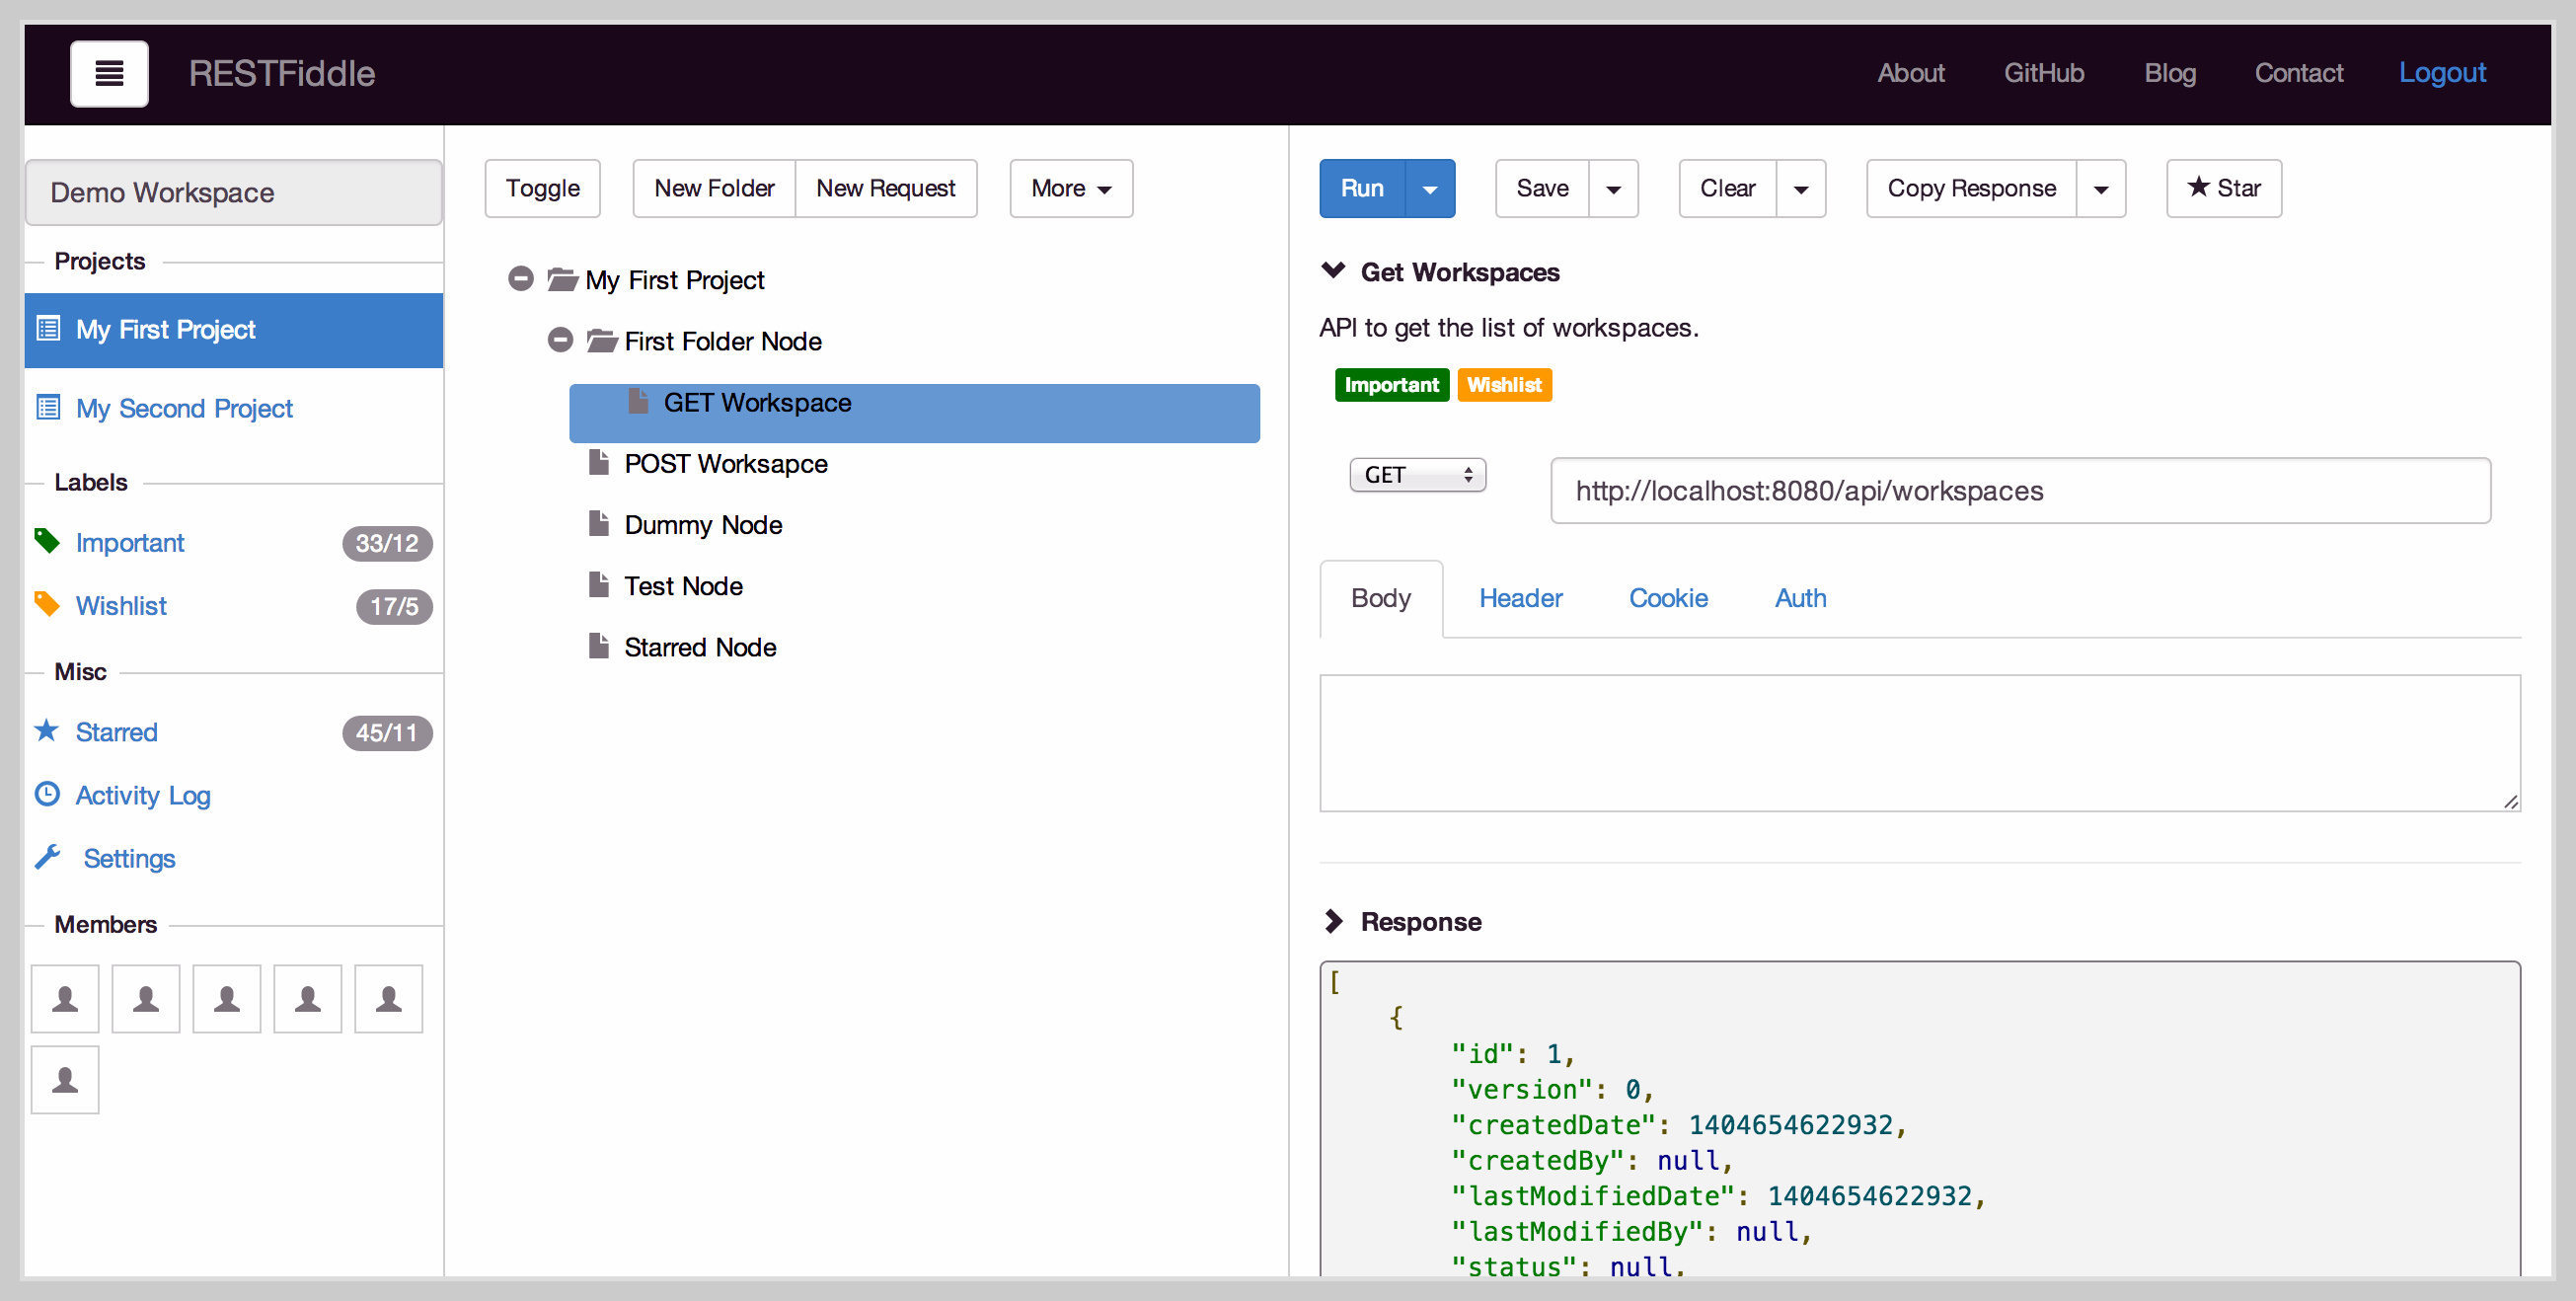 RESTFiddle
About GitHub Blog Contact Logout
Demo Workspace
Projects
My First Project
My Second Project
Labels
Important 33/12
Wishlist 17/5
Misc
Starred 45/11
Activity Log
Settings
Members
Toggle New Folder New Request More
My First Project
First Folder Node
GET Workspace
POST Worksapce
Dummy Node
Test Node
Starred Node
Run Save Clear Copy Response Star
Get Workspaces
API to get the list of workspaces.
Important Wishlist
GET http://localhost:8080/api/workspaces
Body Header Cookie Auth
Response
[
{
"id": 1,
"version": 0,
"createdDate": 1404654622932,
"createdBy": null,
"lastModifiedDate": 1404654622932,
"lastModifiedBy": null,
"status": null,